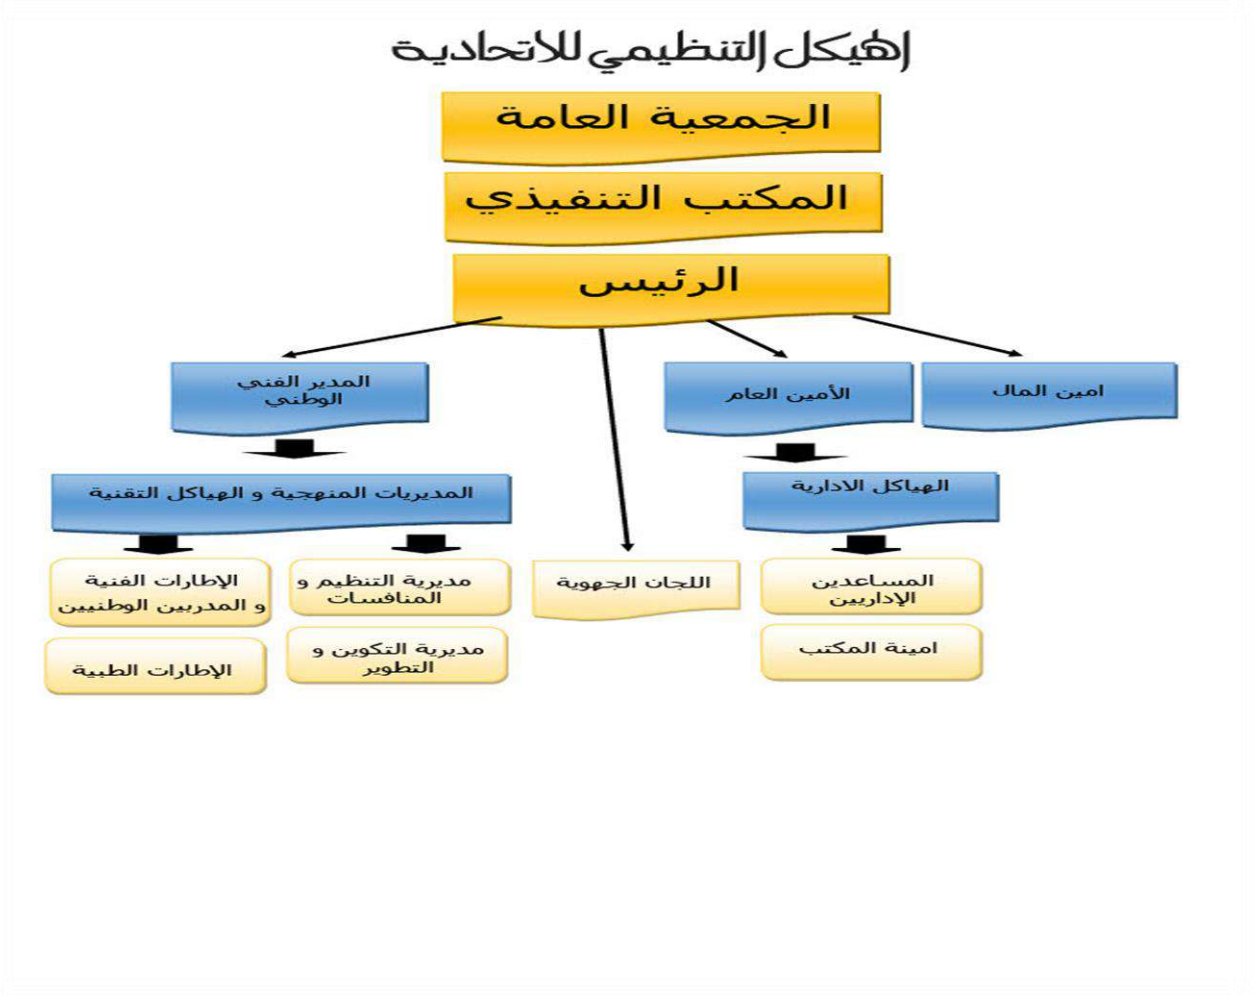 الهيكل التنظيمي للاتحادية
الجمعية العامة
المكتب التنفيذي
الرئيس
امين المال
الأمين العام
المدير الفني
الوطني
الهياكل الادارية
المديريات المنهجية و الهياكل التقنية
المساعدين
الإداريين
امينة المكتب
اللجان الجهوية
مديرية التنظيم و
المنافسات
مديرية التكوين و
التطوير
الإطارات الفنية
و المدربين الوطنيين
الإطارات الطبية